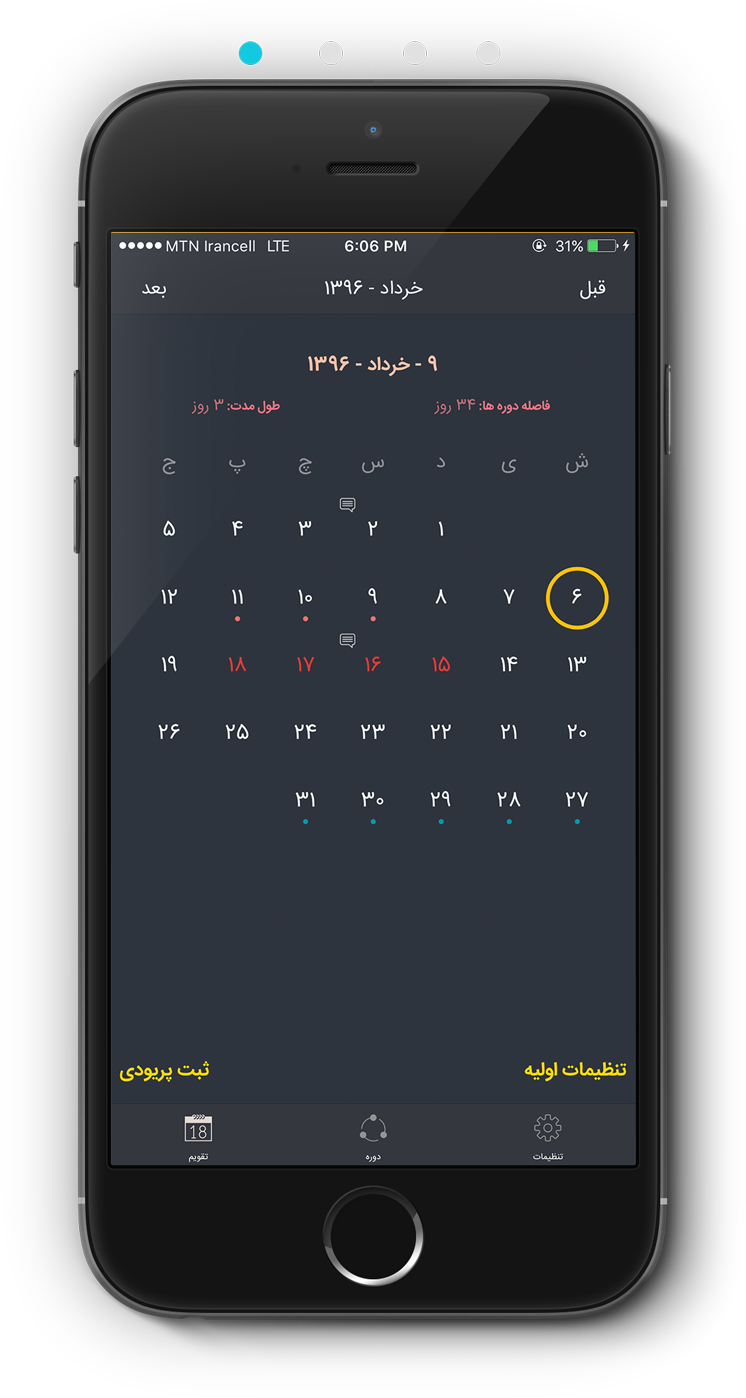 MTN Irancell LTE 6:06 PM 31%
قبل خرداد - ۱۳۹۶ بعد
۹ - خرداد - ۱۳۹۶
فاصله دوره ها: ۳۴ روز طول مدت: ۳ روز
ش ی د س چ پ ج
۱ ۲ ۳ ۴ ۵
۶ ۷ ۸ ۹ ۱۰ ۱۱ ۱۲
۱۳ ۱۴ ۱۵ ۱۶ ۱۷ ۱۸ ۱۹
۲۰ ۲۱ ۲۲ ۲۳ ۲۴ ۲۵ ۲۶
۲۷ ۲۸ ۲۹ ۳۰ ۳۱
تنظیمات اولیه ثبت پریودی
18
تنظیمات دوره تقویم